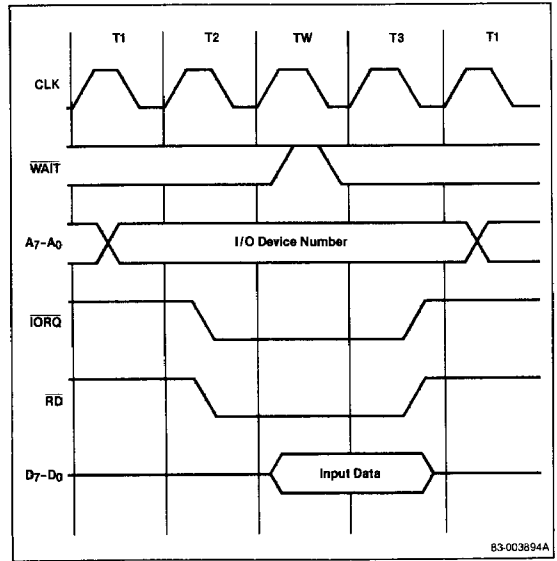 T1 T2 TW T3 T1
CLK
WAIT
A7-A0 I/O Device Number
IORQ
RD
D7-D0 Input Data
83-003894A